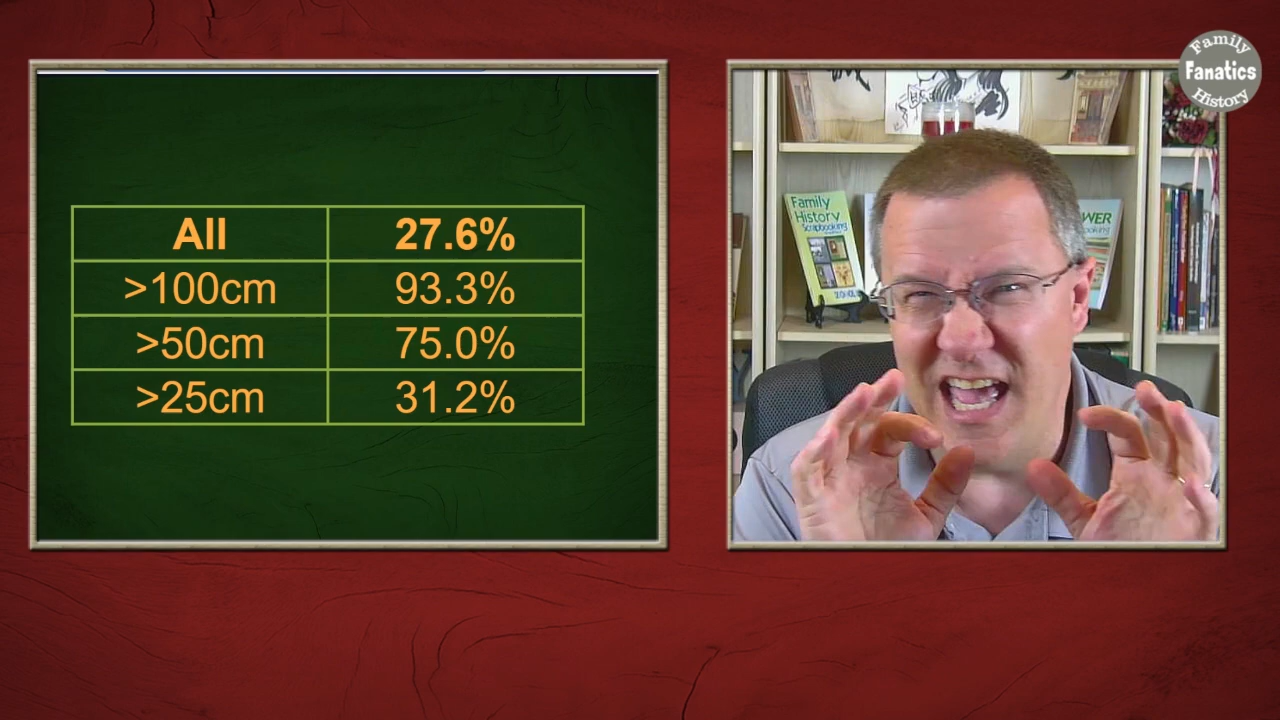 All 27.6%
>100cm 93.3%
>50cm 75.0%
>25cm 31.2%
Family
Fanatics
History
Family
History
Scrapbooking
WER